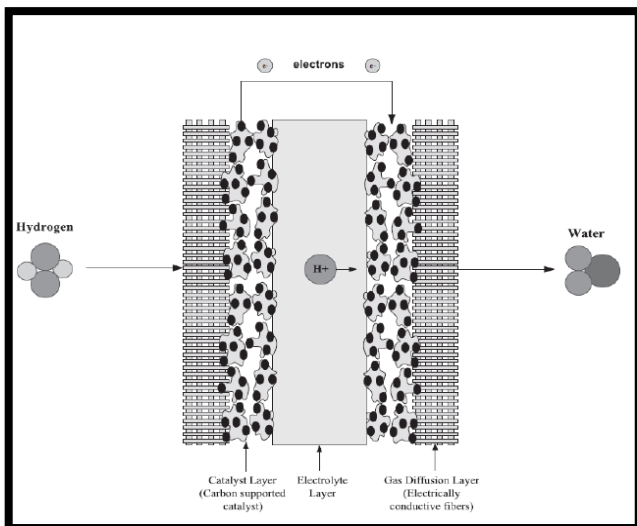 e- electrons e-
Hydrogen
Water
H+
Catalyst Layer
(Carbon supported
catalyst)
Electrolyte
Layer
Gas Diffusion Layer
(Electrically
conductive fibers)